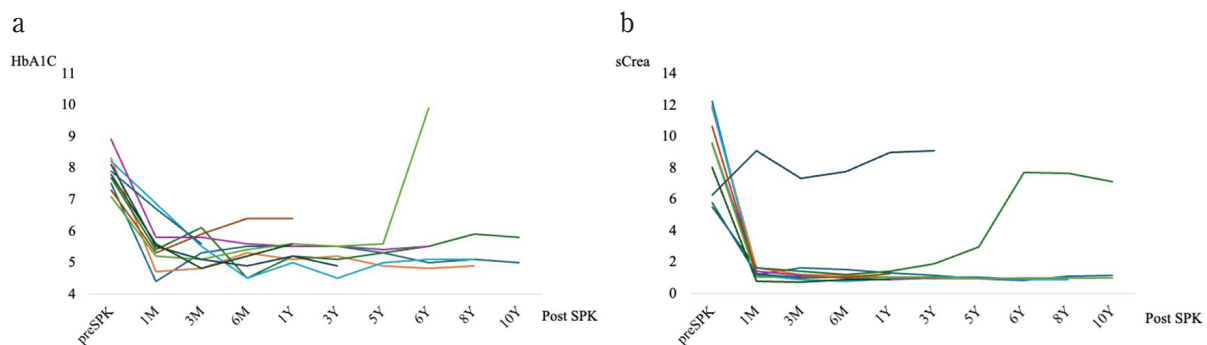 a
HbA1C
11
10
9
8
7
6
5
4
preSPK 1M 3M 6M 1Y 3Y 5Y 6Y 8Y 10Y Post SPK
b
sCrea
14
12
10
8
6
4
2
0
preSPK 1M 3M 6M 1Y 3Y 5Y 6Y 8Y 10Y Post SPK